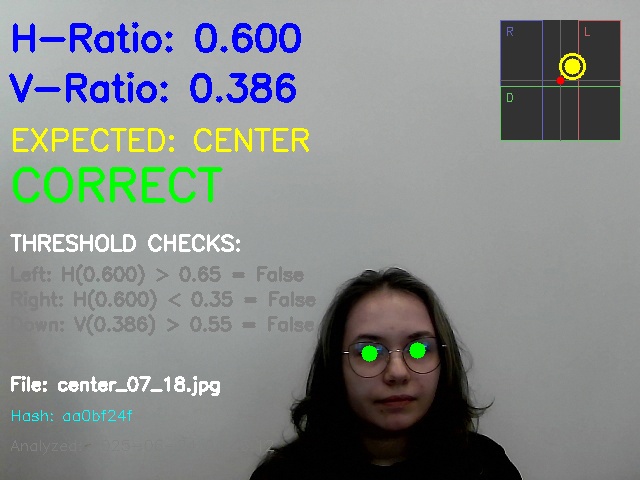 H-Ratio: 0.600
V-Ratio: 0.386
EXPECTED: CENTER
CORRECT
THRESHOLD CHECKS:
Left: H(0.600) > 0.65 = False
Right: H(0.600) < 0.35 = False
Down: V(0.386) > 0.55 = False
File: center_07_18.jpg
Hash: aa0bf24f
Analyzed:
R
L
D